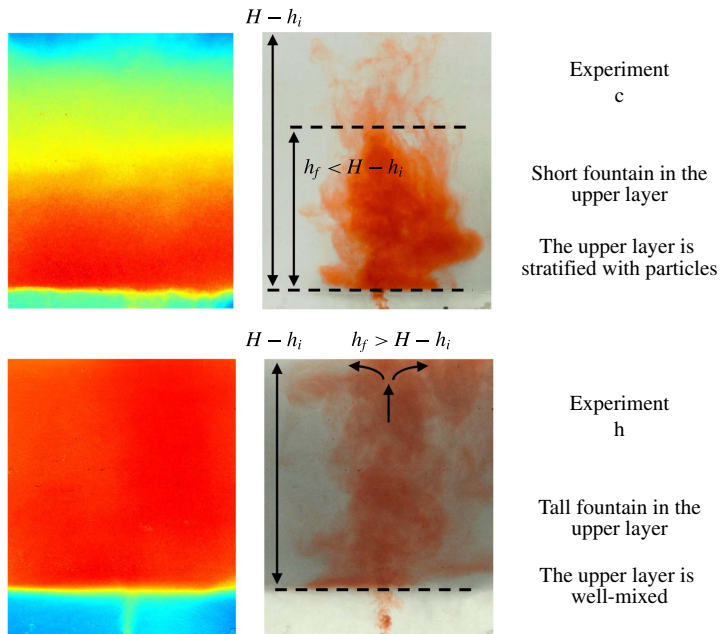 H − h_i
h_f < H − h_i
Experiment
c
Short fountain in the
upper layer
The upper layer is
stratified with particles
H − h_i
h_f > H − h_i
Experiment
h
Tall fountain in the
upper layer
The upper layer is
well-mixed